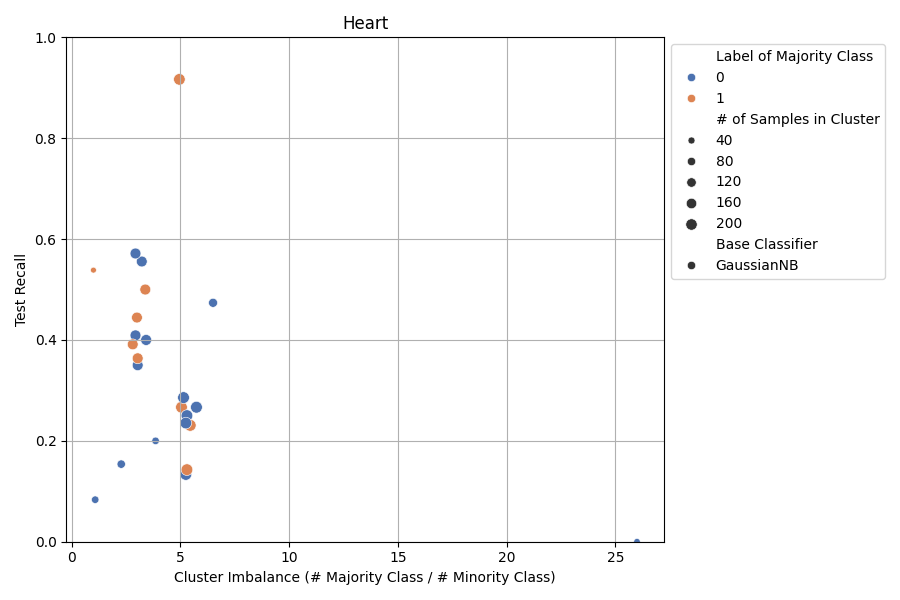 Heart
Test Recall
1.0
0.8
0.6
0.4
0.2
0.0
0 5 10 15 20 25
Cluster Imbalance (# Majority Class / # Minority Class)
Label of Majority Class
0
1
# of Samples in Cluster
40
80
120
160
200
Base Classifier
GaussianNB